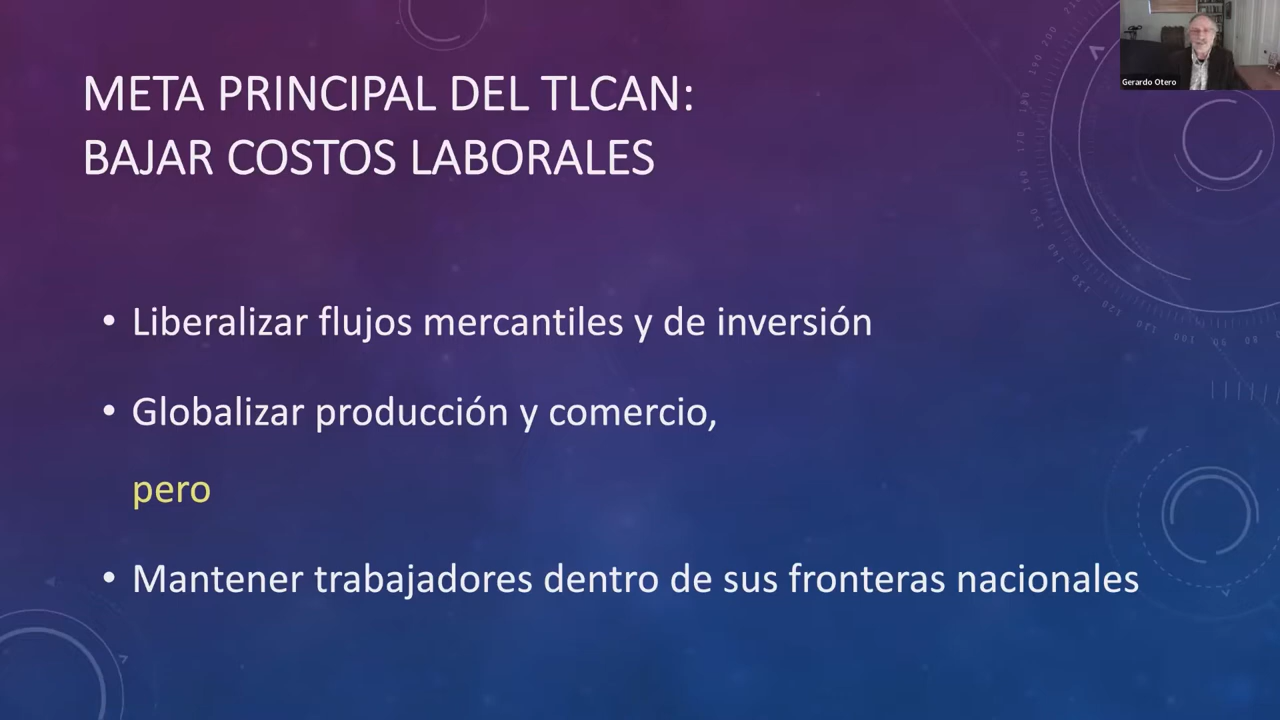 META PRINCIPAL DEL TLCAN:
BAJAR COSTOS LABORALES
• Liberalizar flujos mercantiles y de inversión
• Globalizar producción y comercio,
pero
• Mantener trabajadores dentro de sus fronteras nacionales
Gerardo Otero